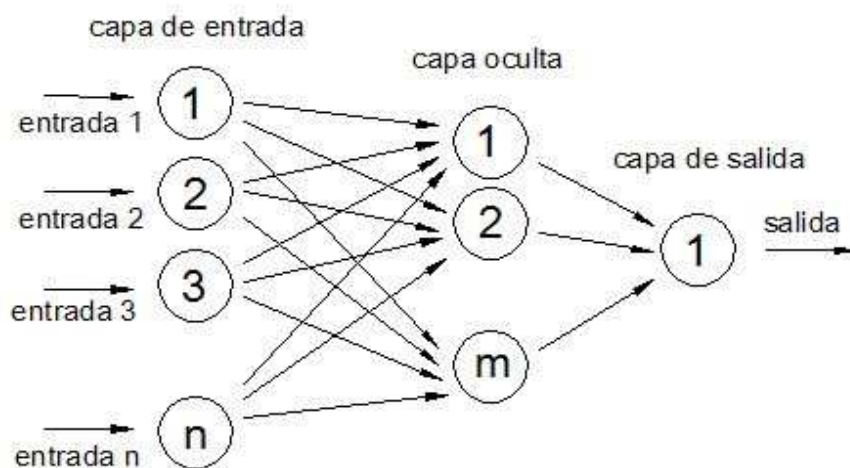 capa de entrada
capa oculta
capa de salida
entrada 1
1
entrada 2
2
entrada 3
3
entrada n
n
1
2
m
1
salida